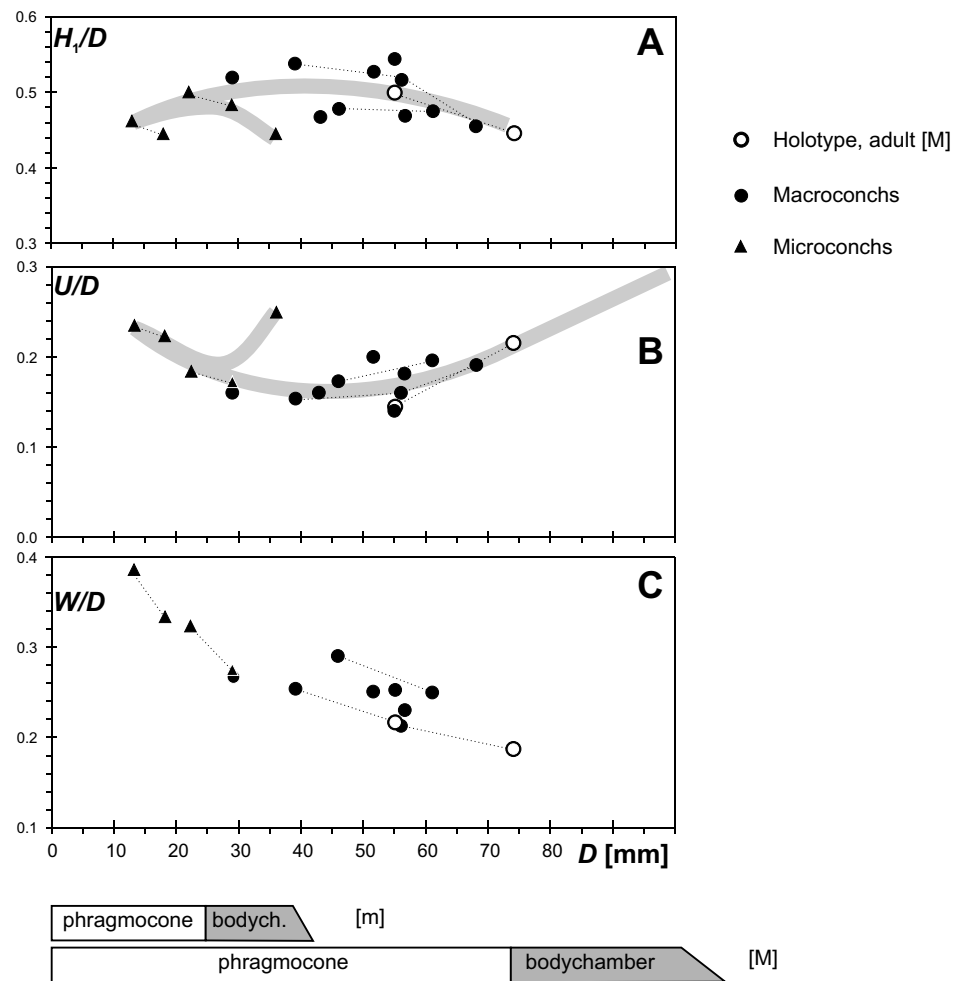 0.6
H₁/D
A
0.5
0.4
0.3
Holotype, adult [M]
Macroconchs
Microconchs
0.3
U/D
B
0.2
0.1
0.0
0.4
W/D
C
0.3
0.2
0.1
0 10 20 30 40 50 60 70 80 D [mm]
phragmocone bodych. [m]
phragmocone bodychamber [M]